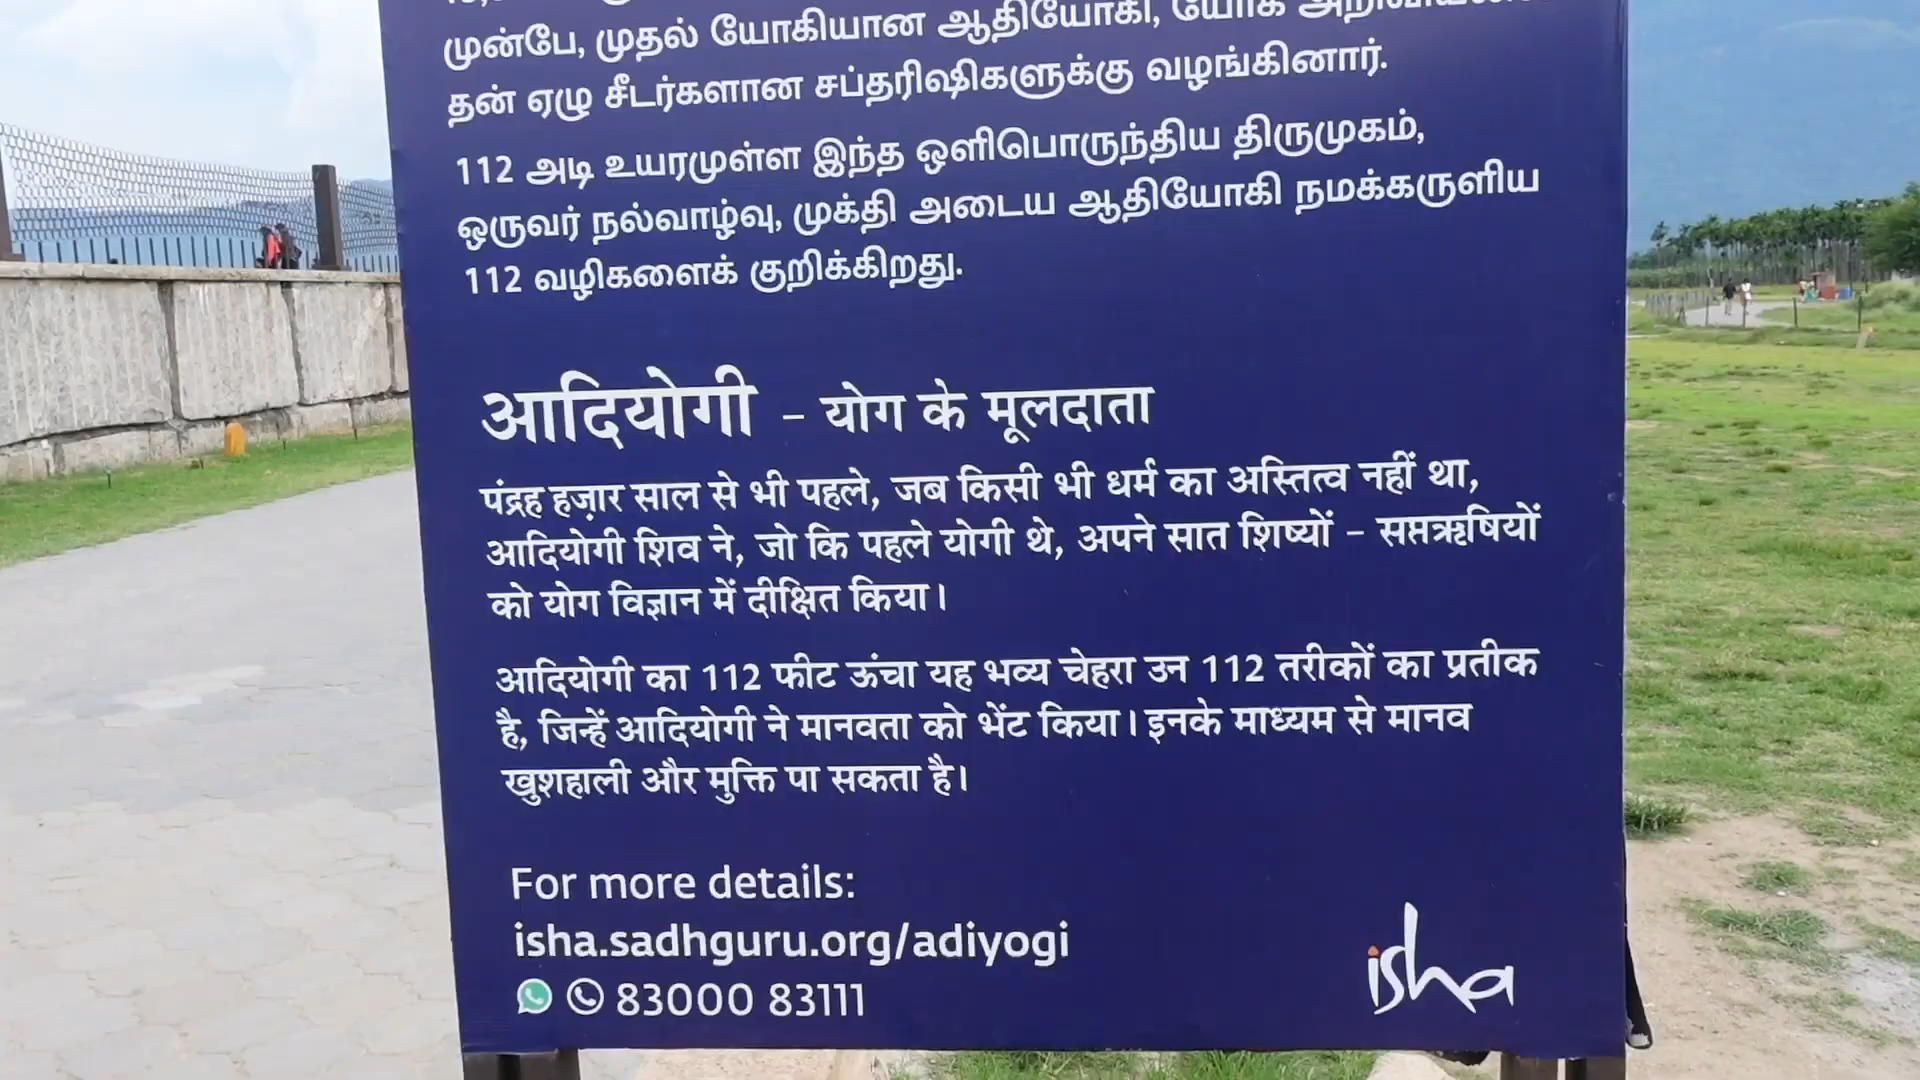 முன்பே, முதல் யோகியான ஆதியோகி, யோக
தன் ஏழு சீடர்களான சப்தரிஷிகளுக்கு வழங்கினார்.
112 அடி உயரமுள்ள இந்த ஒளிபொருந்திய திருமுகம்,
ஒருவர் நல்வாழ்வு, முக்தி அடைய ஆதியோகி நமக்கருளிய
112 வழிகளைக் குறிக்கிறது.
आदियोगी – योग के मूलदाता
पंद्रह हज़ार साल से भी पहले, जब किसी भी धर्म का अस्तित्व नहीं था,
आदियोगी शिव ने, जो कि पहले योगी थे, अपने सात शिष्यों – सप्तऋषियों
को योग विज्ञान में दीक्षित किया।
आदियोगी का 112 फीट ऊंचा यह भव्य चेहरा उन 112 तरीकों का प्रतीक
है, जिन्हें आदियोगी ने मानवता को भेंट किया। इनके माध्यम से मानव
खुशहाली और मुक्ति पा सकता है।
For more details:
isha.sadhguru.org/adiyogi
83000 83111
isha